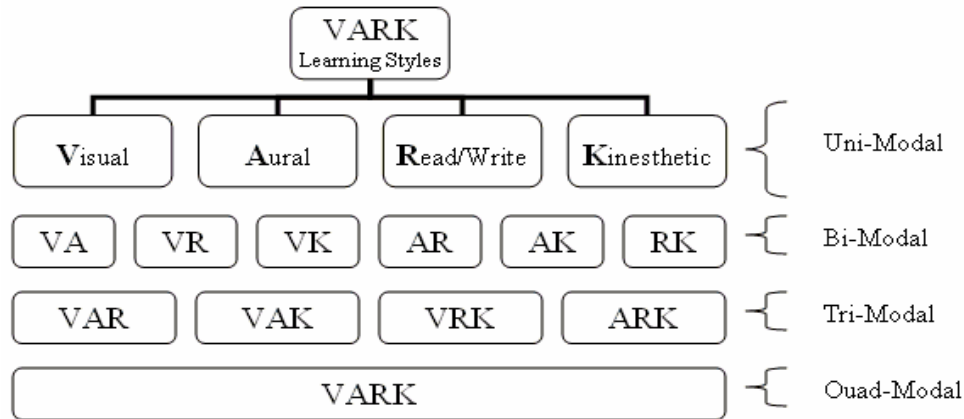 VARK
Learning Styles
Visual Aural Read/Write Kinesthetic Uni-Modal
VA VR VK AR AK RK Bi-Modal
VAR VAK VRK ARK Tri-Modal
VARK Quad-Modal